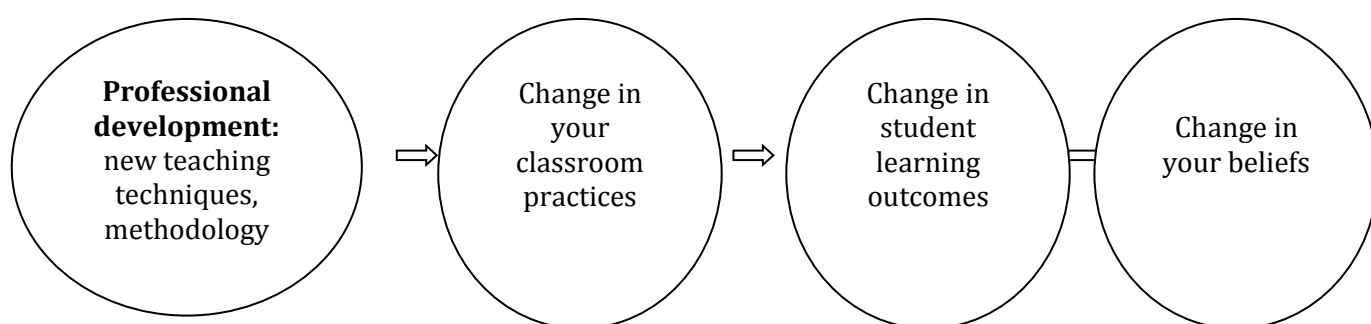 Professional
development:
new teaching
techniques,
methodology
Change in
your
classroom
practices
Change in
student
learning
outcomes
Change in
your beliefs